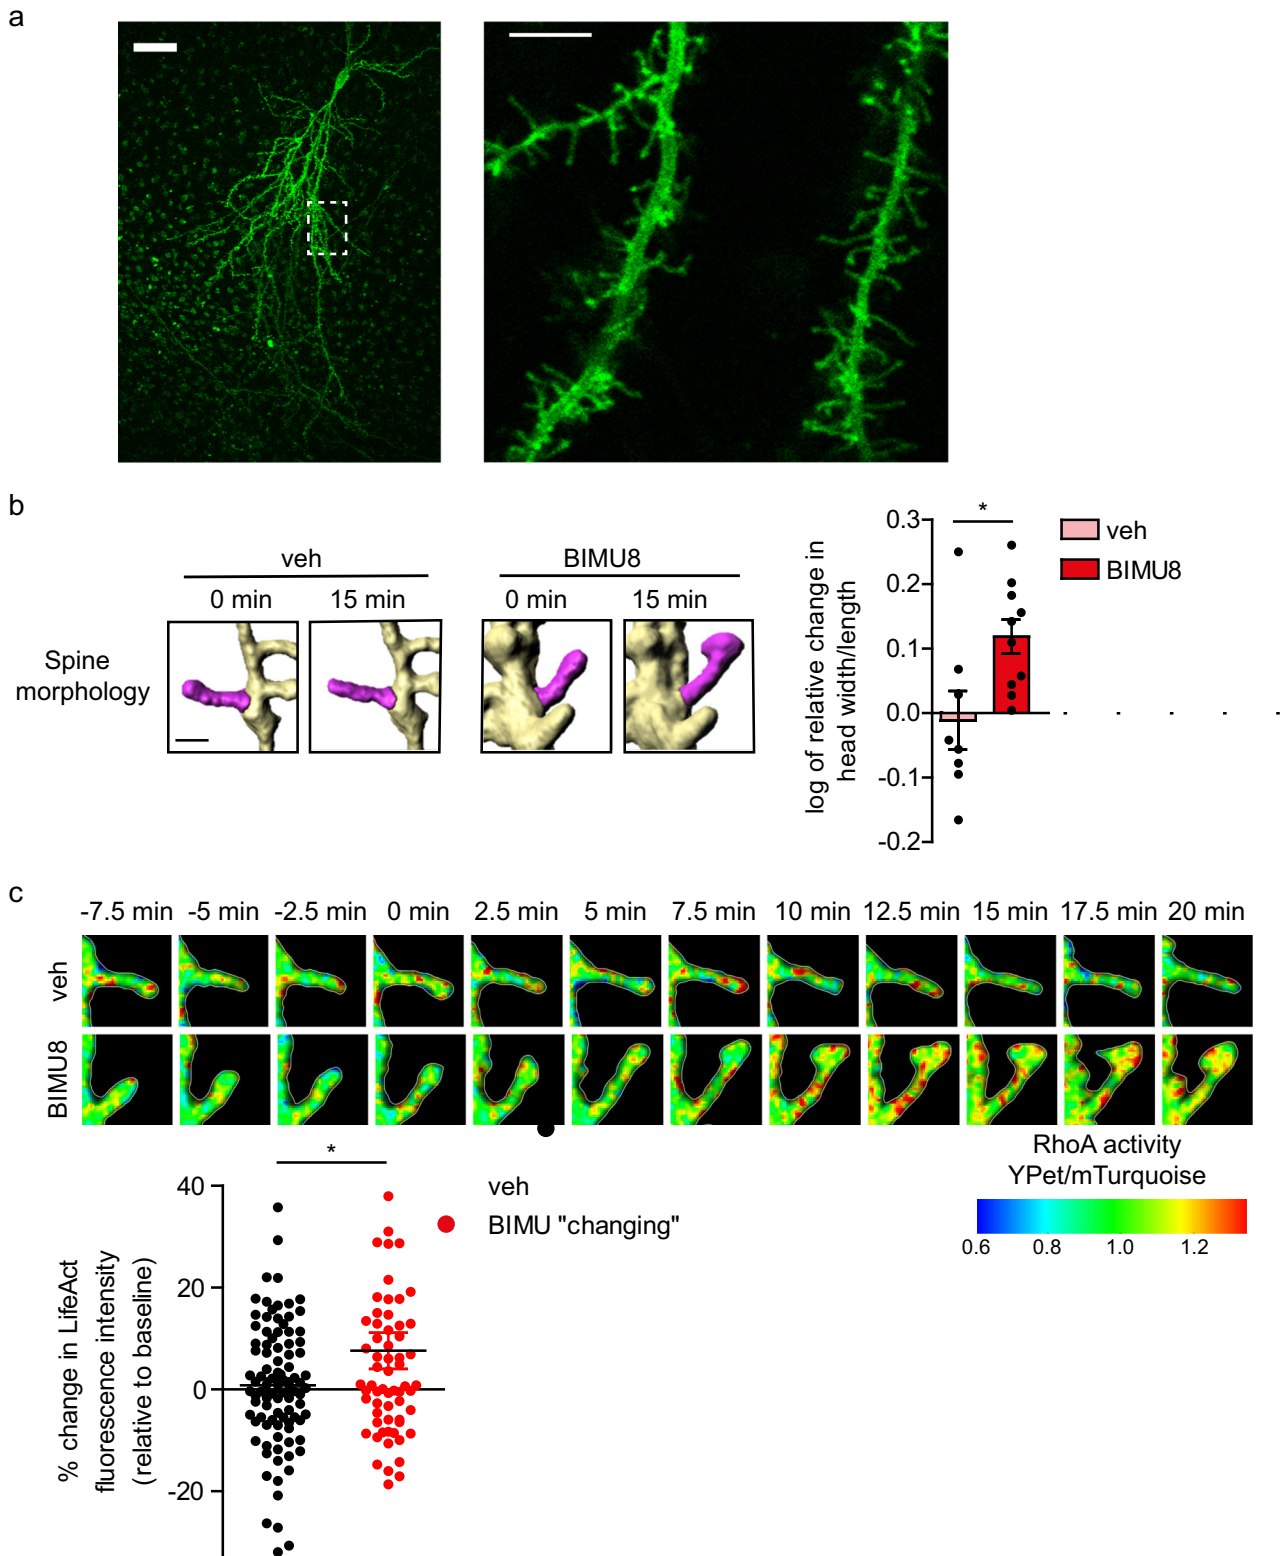 a
b
veh
BIMU8
0 min
15 min
0 min
15 min
Spine
morphology
log of relative change in
head width/length
0.3
0.2
0.1
0.0
-0.1
-0.2
*
veh
BIMU8
c
-7.5 min
-5 min
-2.5 min
0 min
2.5 min
5 min
7.5 min
10 min
12.5 min
15 min
17.5 min
20 min
veh
BIMU8
RhoA activity
YPet/mTurquoise
0.6
0.8
1.0
1.2
% change in LifeAct
fluorescence intensity
(relative to baseline)
40
20
0
-20
*
veh
BIMU "changing"